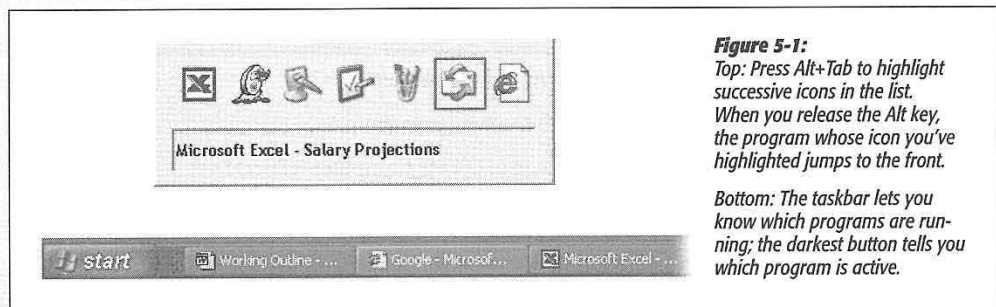 Microsoft Excel - Salary Projections
start
Working Outline - ...
Google - Microsof...
Microsoft Excel - ...
Figure 5-1:
Top: Press Alt+Tab to highlight
successive icons in the list.
When you release the Alt key,
the program whose icon you've
highlighted jumps to the front.
Bottom: The taskbar lets you
know which programs are run-
ning; the darkest button tells you
which program is active.